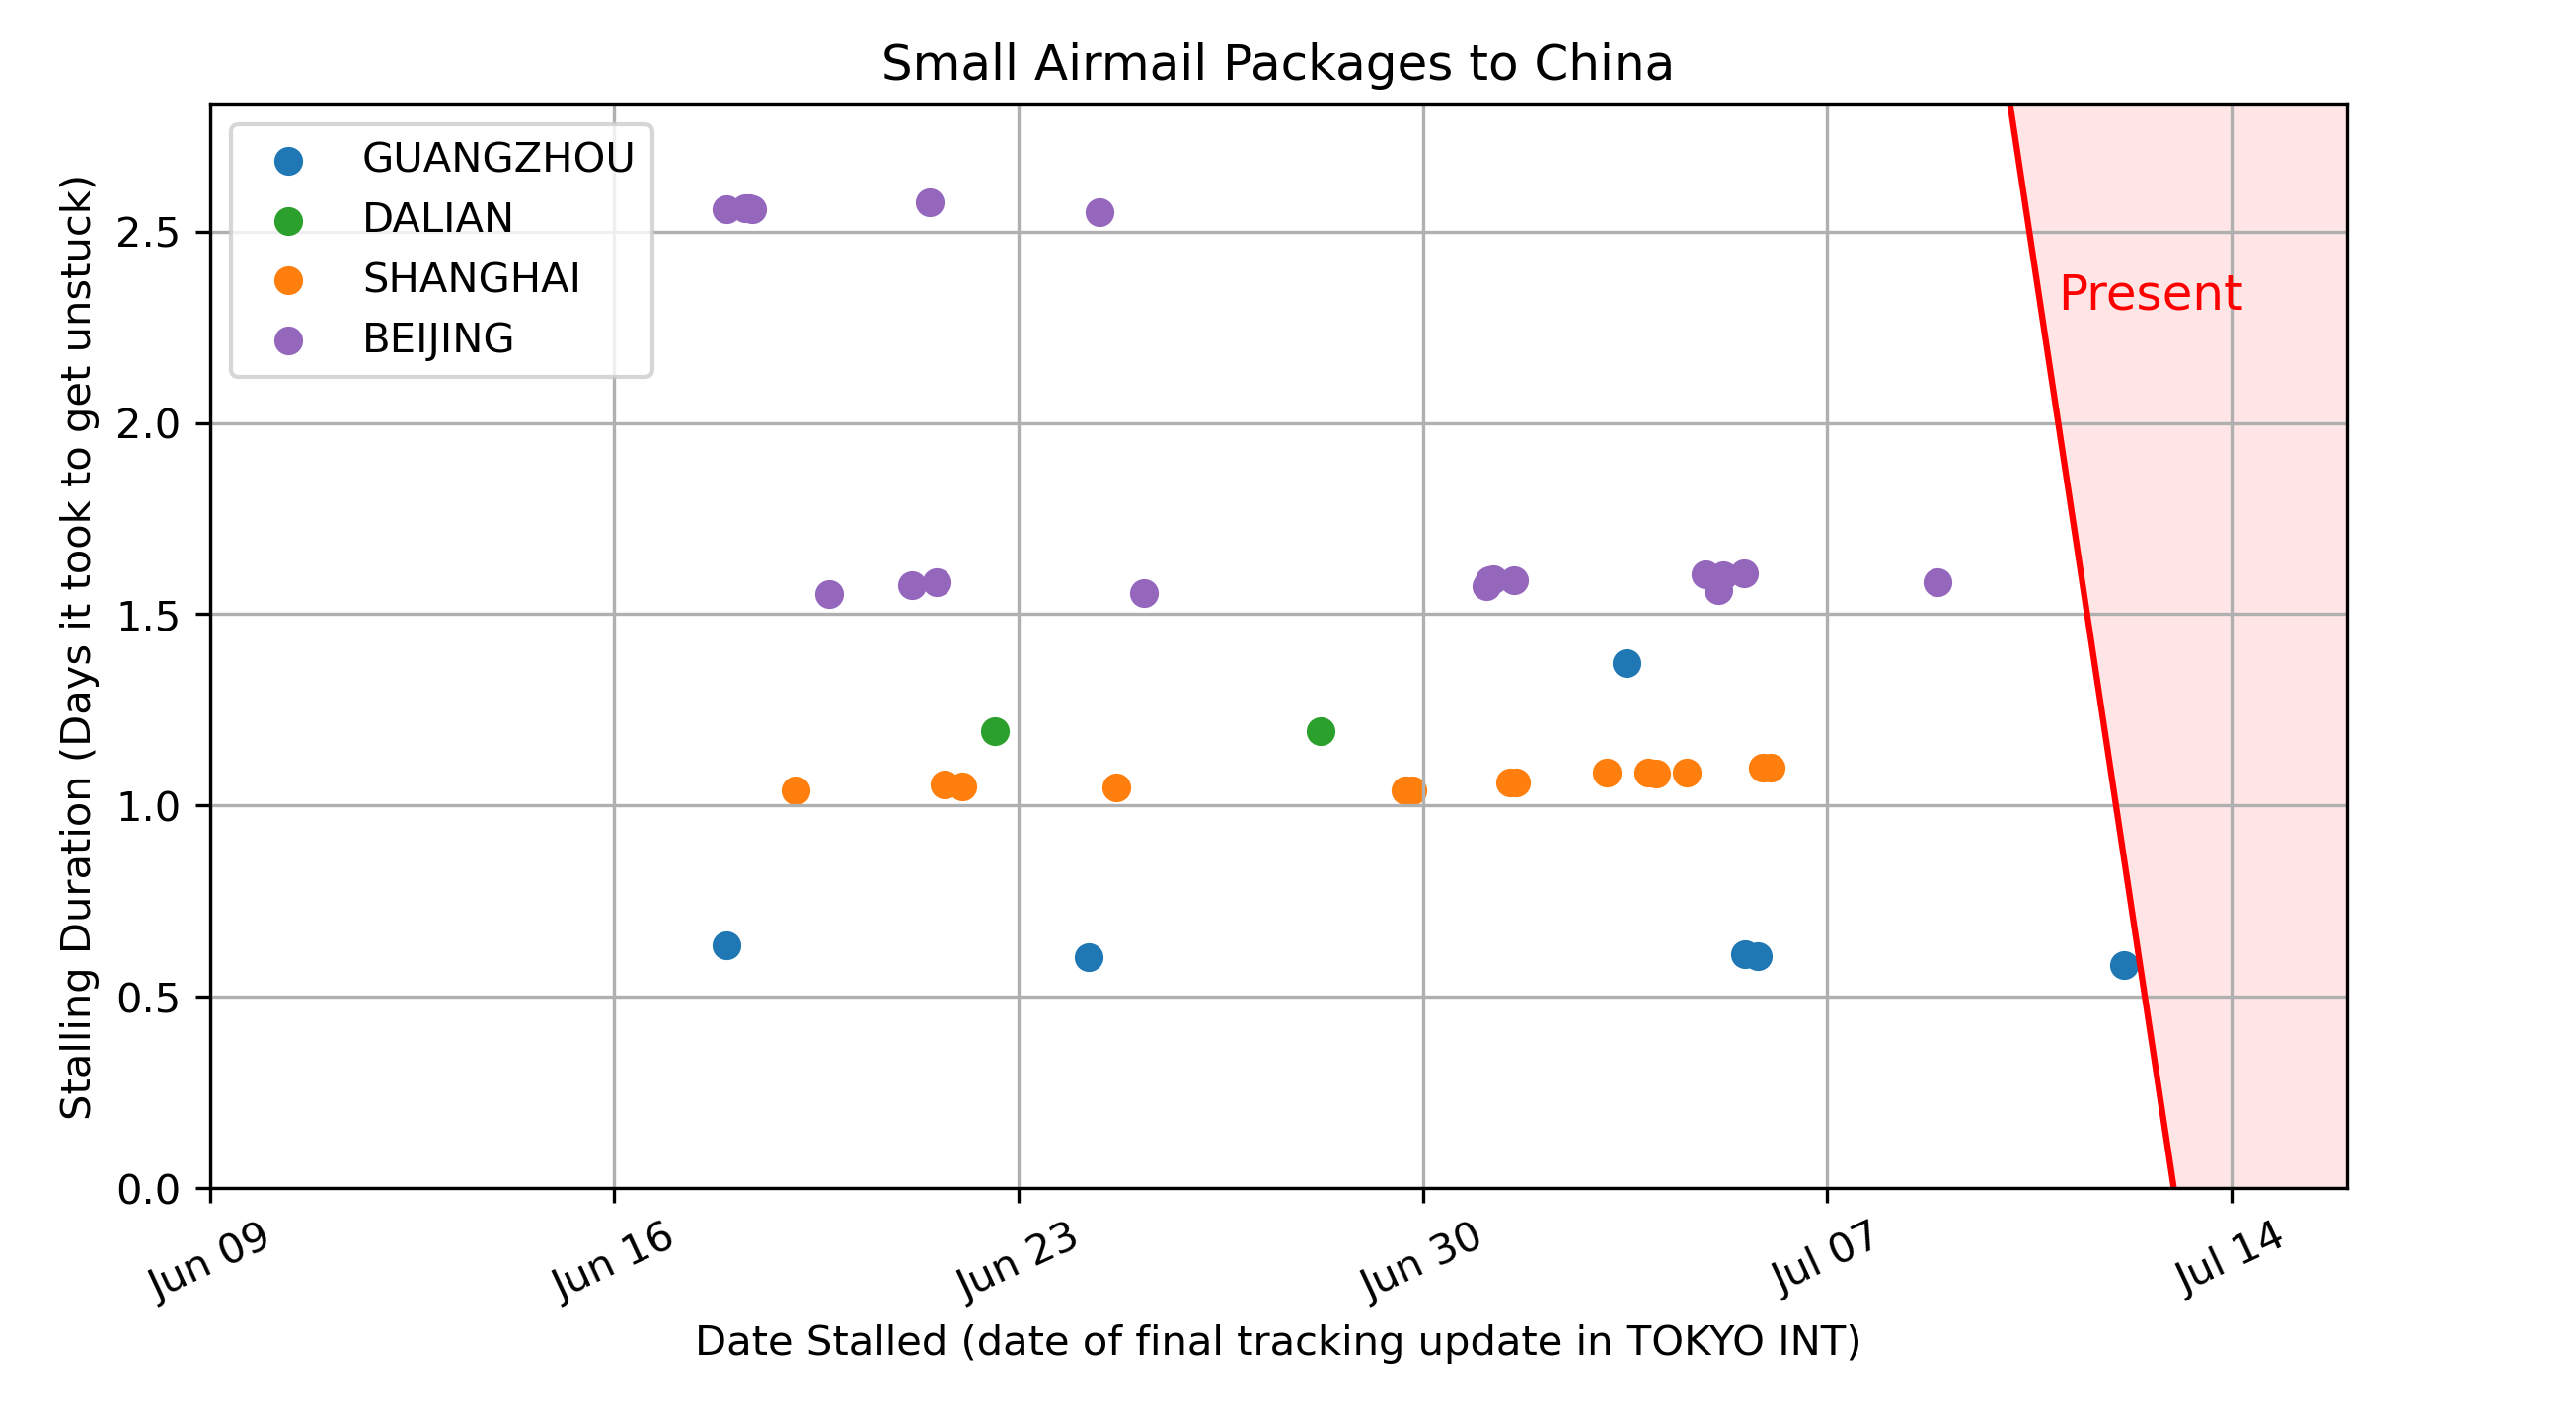 Small Airmail Packages to China
GUANGZHOU
DALIAN
SHANGHAI
BEIJING
Present
Stalling Duration (Days it took to get unstuck)
2.5
2.0
1.5
1.0
0.5
0.0
Jun 09
Jun 16
Jun 23
Jun 30
Jul 07
Jul 14
Date Stalled (date of final tracking update in TOKYO INT)